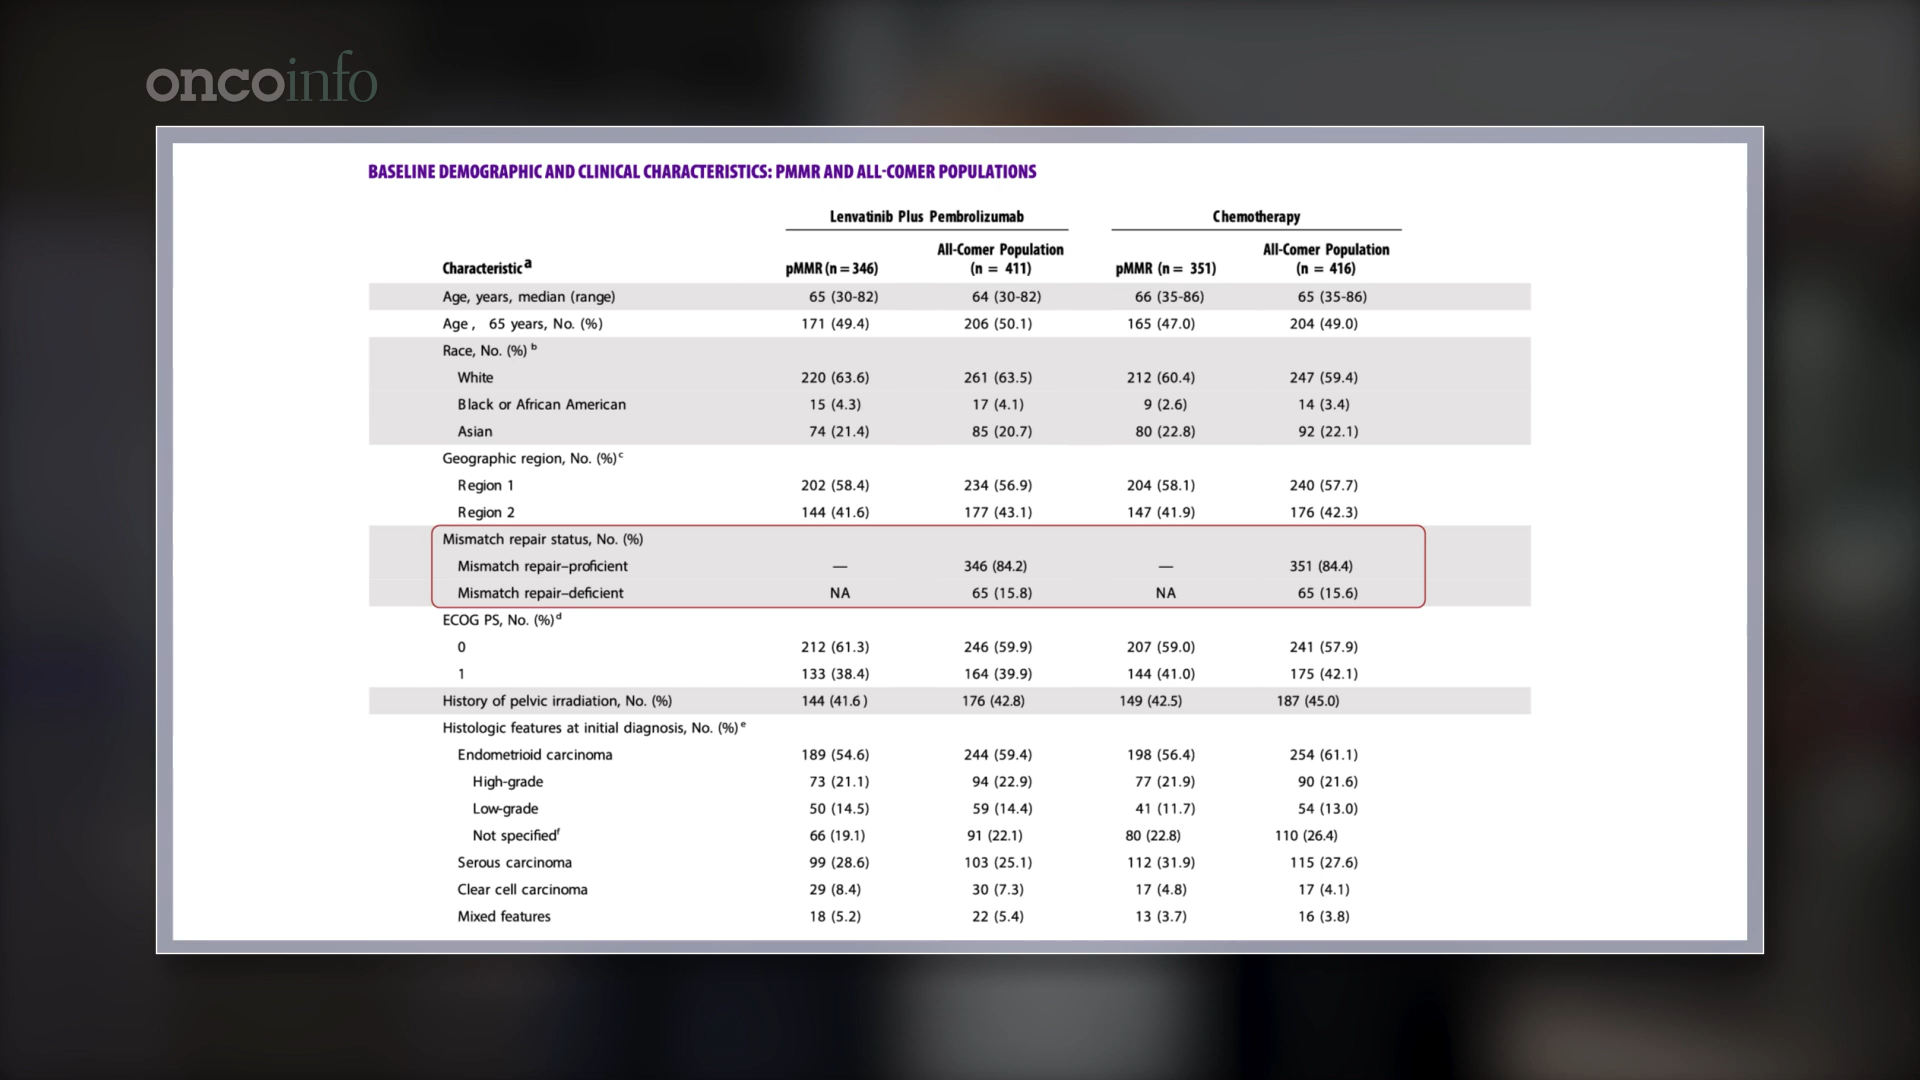 oncoinfo
BASELINE DEMOGRAPHIC AND CLINICAL CHARACTERISTICS: PMMR AND ALL-COMER POPULATIONS
Lenvatinib Plus Pembrolizumab Chemotherapy
All-Comer Population All-Comer Population
Characteristic a pMMR (n = 346) (n = 411) pMMR (n = 351) (n = 416)
Age, years, median (range) 65 (30-82) 64 (30-82) 66 (35-86) 65 (35-86)
Age, 65 years, No. (%) 171 (49.4) 206 (50.1) 165 (47.0) 204 (49.0)
Race, No. (%) b
White 220 (63.6) 261 (63.5) 212 (60.4) 247 (59.4)
Black or African American 15 (4.3) 17 (4.1) 9 (2.6) 14 (3.4)
Asian 74 (21.4) 85 (20.7) 80 (22.8) 92 (22.1)
Geographic region, No. (%) c
Region 1 202 (58.4) 234 (56.9) 204 (58.1) 240 (57.7)
Region 2 144 (41.6) 177 (43.1) 147 (41.9) 176 (42.3)
Mismatch repair status, No. (%)
Mismatch repair–proficient — 346 (84.2) — 351 (84.4)
Mismatch repair–deficient NA 65 (15.8) NA 65 (15.6)
ECOG PS, No. (%) d
0 212 (61.3) 246 (59.9) 207 (59.0) 241 (57.9)
1 133 (38.4) 164 (39.9) 144 (41.0) 175 (42.1)
History of pelvic irradiation, No. (%) 144 (41.6) 176 (42.8) 149 (42.5) 187 (45.0)
Histologic features at initial diagnosis, No. (%) e
Endometrioid carcinoma 189 (54.6) 244 (59.4) 198 (56.4) 254 (61.1)
High-grade 73 (21.1) 94 (22.9) 77 (21.9) 90 (21.6)
Low-grade 50 (14.5) 59 (14.4) 41 (11.7) 54 (13.0)
Not specified f 66 (19.1) 91 (22.1) 80 (22.8) 110 (26.4)
Serous carcinoma 99 (28.6) 103 (25.1) 112 (31.9) 115 (27.6)
Clear cell carcinoma 29 (8.4) 30 (7.3) 17 (4.8) 17 (4.1)
Mixed features 18 (5.2) 22 (5.4) 13 (3.7) 16 (3.8)